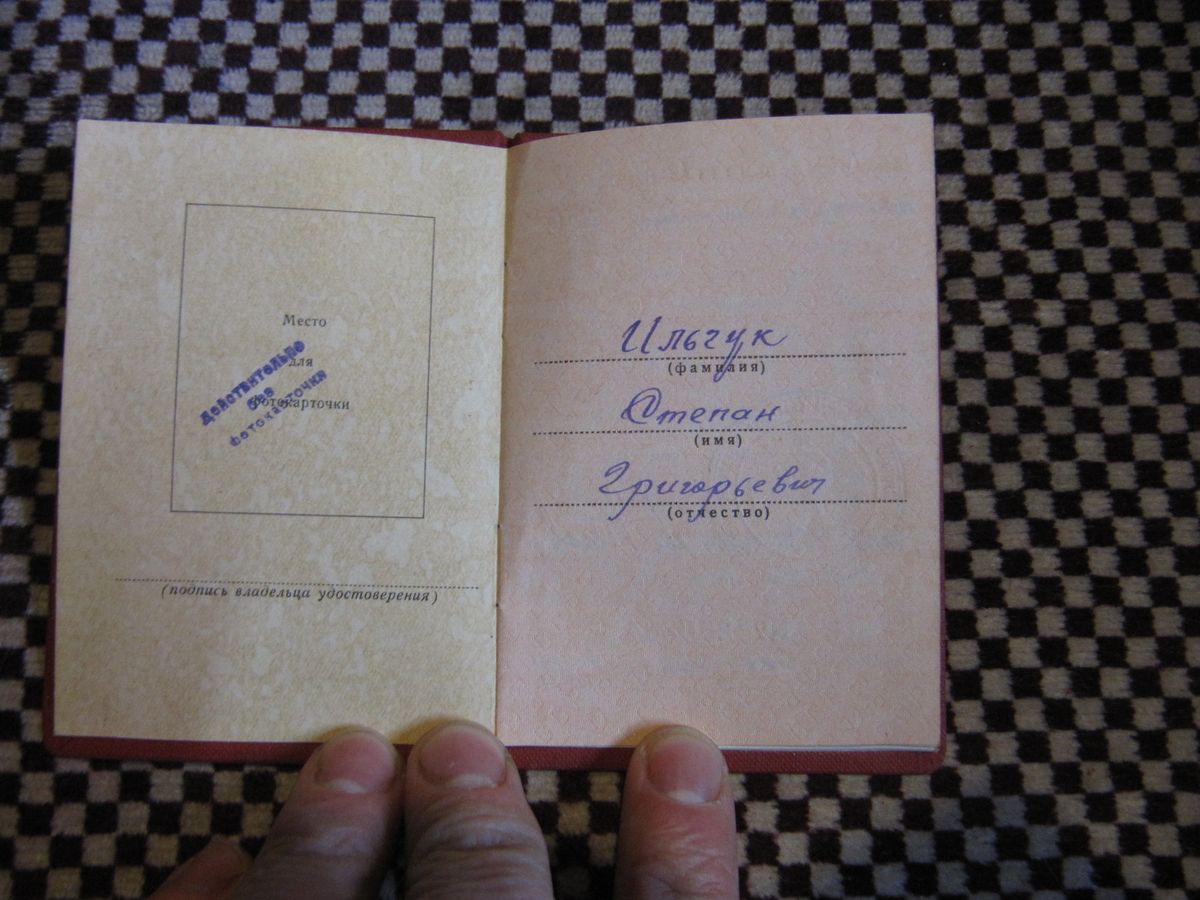 Место
для
фотокарточки
Действительно
без
фотокарточки
(подпись владельца удостоверения)
Ильчук
(фамилия)
Степан
(имя)
Григорьевич
(отчество)